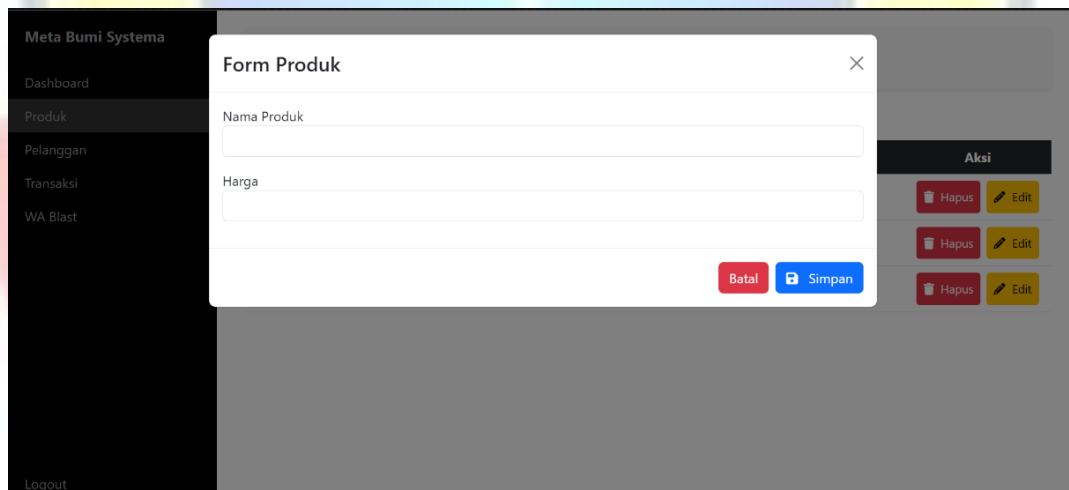 Meta Bumi Systema
Dashboard
Produk
Pelanggan
Transaksi
WA Blast
Logout
Form Produk
Nama Produk
Harga
Batal
Simpan
Aksi
Hapus Edit
Hapus Edit
Hapus Edit